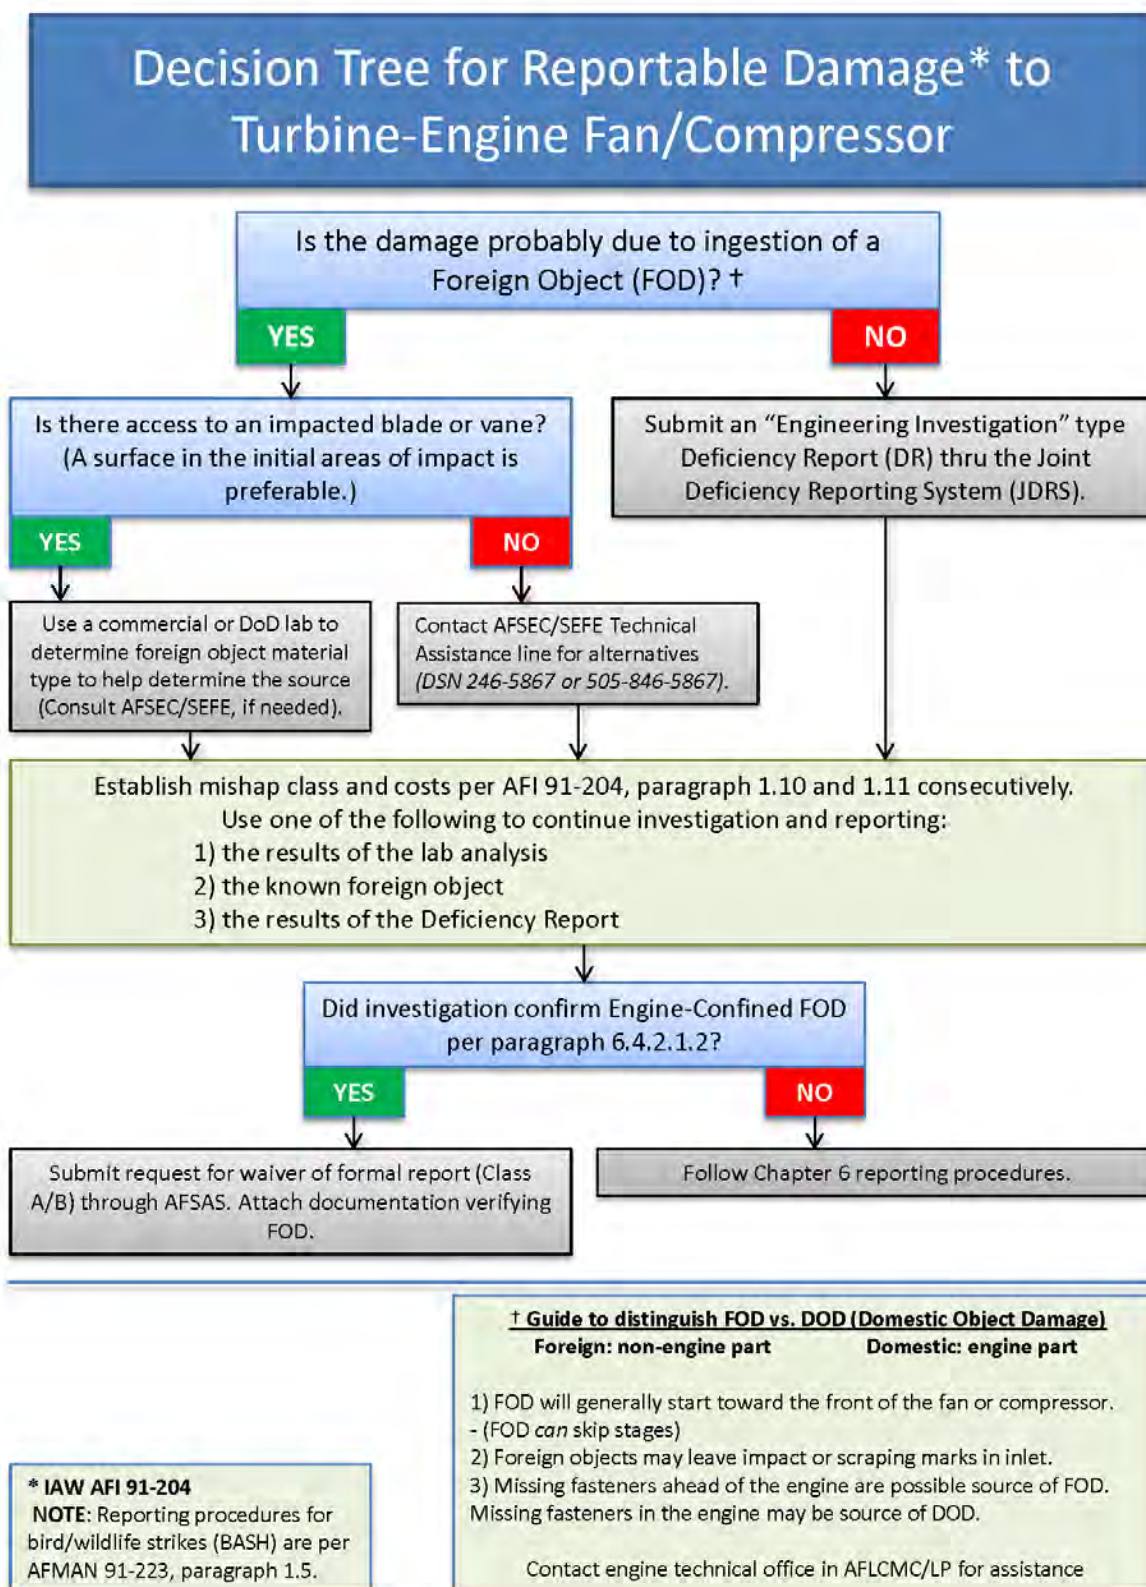 Decision Tree for Reportable Damage* to
Turbine-Engine Fan/Compressor
Is the damage probably due to ingestion of a
Foreign Object (FOD)? †
YES
NO
Is there access to an impacted blade or vane?
(A surface in the initial areas of impact is
preferable.)
Submit an “Engineering Investigation” type
Deficiency Report (DR) thru the Joint
Deficiency Reporting System (JDRS).
YES
NO
Use a commercial or DoD lab to
determine foreign object material
type to help determine the source
(Consult AFSEC/SEFE, if needed).
Contact AFSEC/SEFE Technical
Assistance line for alternatives
(DSN 246-5867 or 505-846-5867).
Establish mishap class and costs per AFI 91-204, paragraph 1.10 and 1.11 consecutively.
Use one of the following to continue investigation and reporting:
1) the results of the lab analysis
2) the known foreign object
3) the results of the Deficiency Report
Did investigation confirm Engine-Confined FOD
per paragraph 6.4.2.1.2?
YES
NO
Submit request for waiver of formal report (Class
A/B) through AFSAS. Attach documentation verifying
FOD.
Follow Chapter 6 reporting procedures.
* IAW AFI 91-204
NOTE: Reporting procedures for
bird/wildlife strikes (BASH) are per
AFMAN 91-223, paragraph 1.5.
† Guide to distinguish FOD vs. DOD (Domestic Object Damage)
Foreign: non-engine part Domestic: engine part
1) FOD will generally start toward the front of the fan or compressor.
- (FOD can skip stages)
2) Foreign objects may leave impact or scraping marks in inlet.
3) Missing fasteners ahead of the engine are possible source of FOD.
Missing fasteners in the engine may be source of DOD.
Contact engine technical office in AFLCMC/LP for assistance